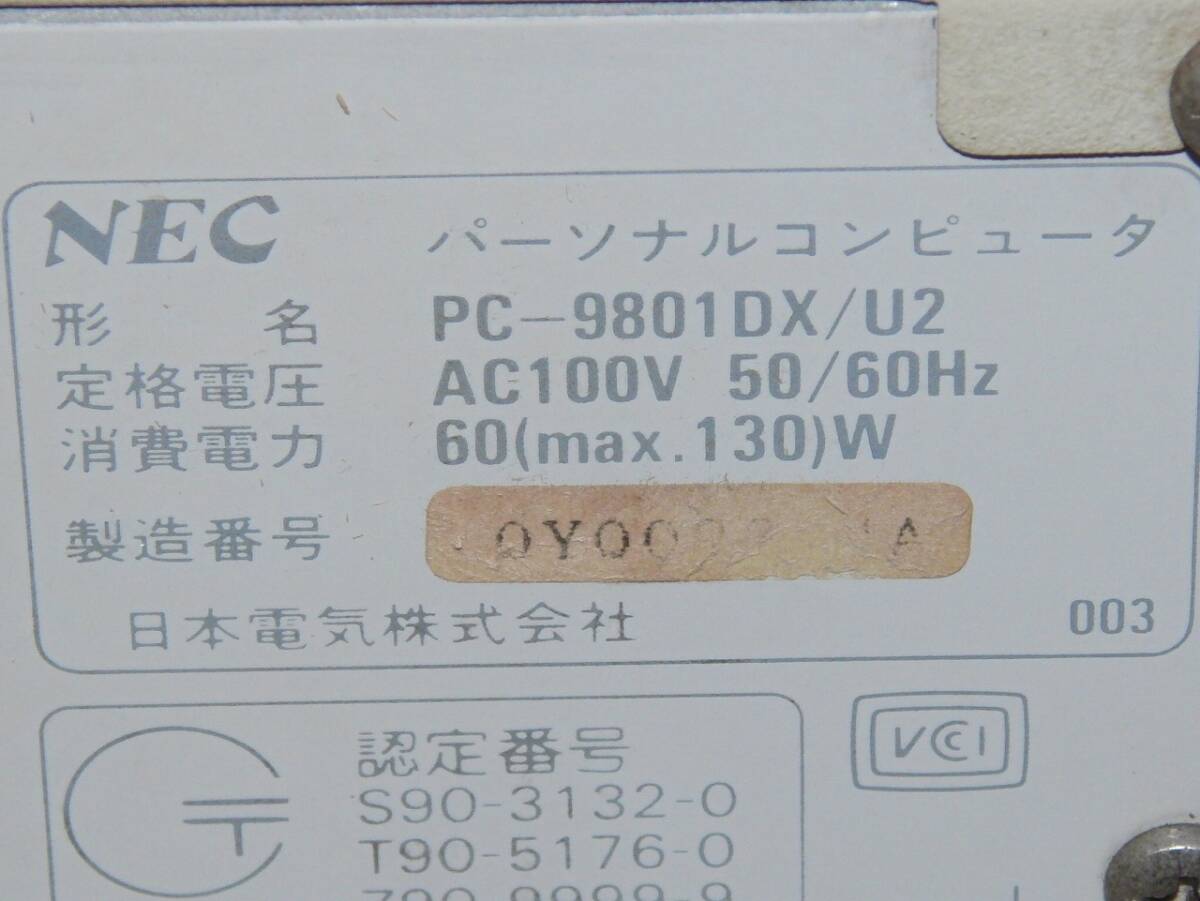 NEC パーソナルコンピュータ
形名 PC-9801DX/U2
定格電圧 AC100V 50/60Hz
消費電力 60(max.130)W
製造番号
日本電気株式会社 003
認定番号
S90-3132-0
T90-5176-0
VCCI